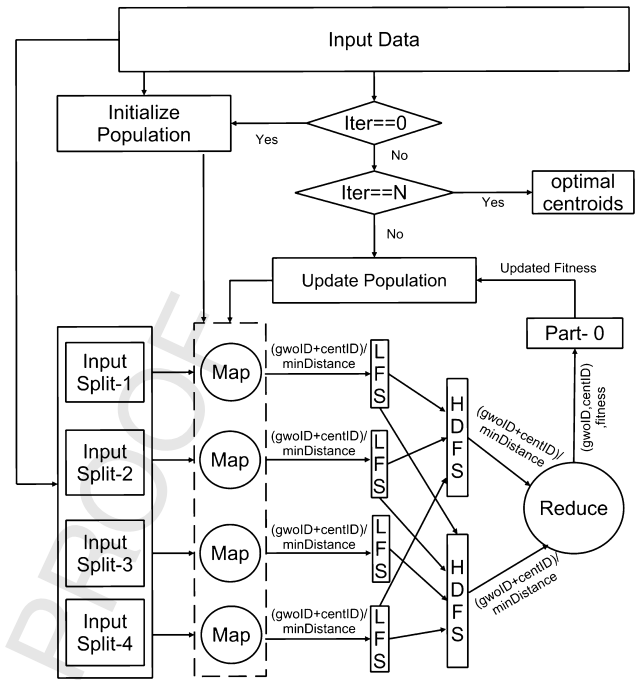 Input Data
Initialize
Population
Iter==0
Yes
No
Iter==N
Yes
optimal
centroids
No
Update Population
Updated Fitness
Part- 0
(gwoID,centID)
,fitness
Input
Split-1
Map
(gwoID+centID)/
minDistance
L
F
S
Input
Split-2
Map
(gwoID+centID)/
minDistance
L
F
S
Input
Split-3
Map
(gwoID+centID)/
minDistance
L
F
S
Input
Split-4
Map
(gwoID+centID)/
minDistance
L
F
S
H
D
F
S
(gwoID+centID)/
minDistance
H
D
F
S
(gwoID+centID)/
minDistance
Reduce
PROOF